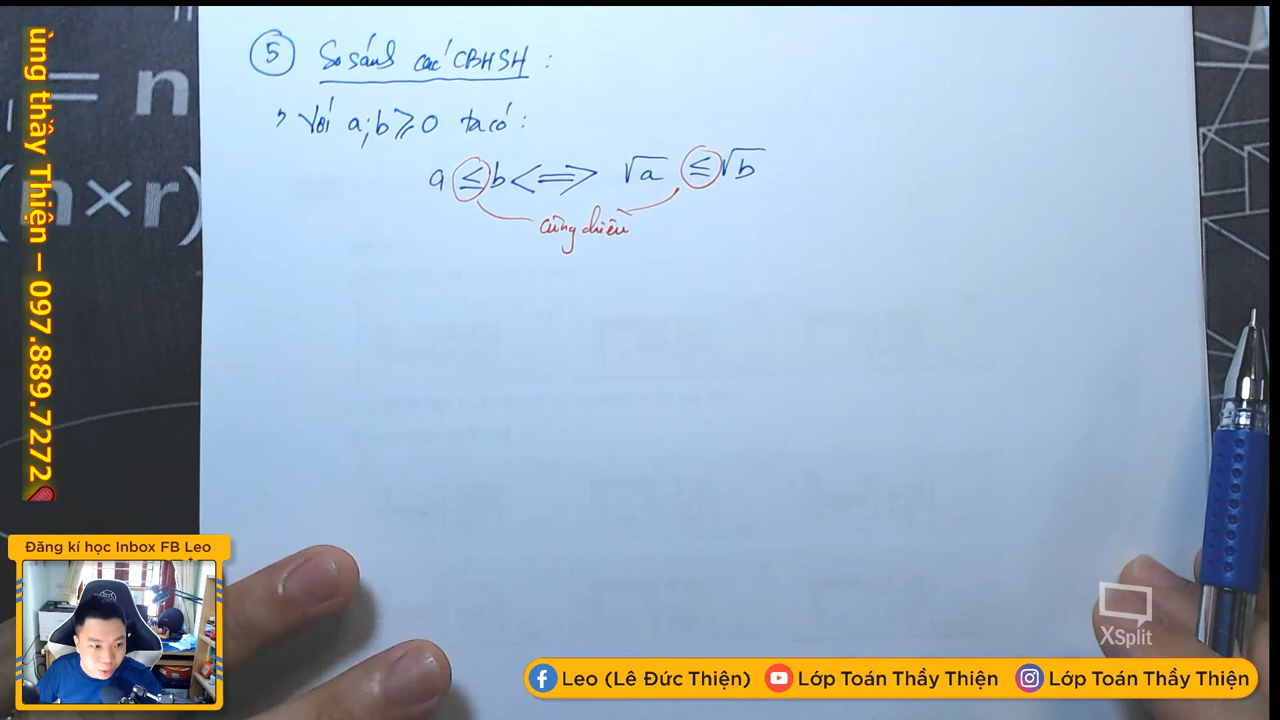 5 So sánh các CBHSH :
Với a;b ⩾ 0 ta có :
a ≤ b <=> √a ≤ √b
cùng chiều
= n
(n×r)
ùng thầy Thiện – 097.889.7272
Đăng kí học Inbox FB Leo
XSplit
Leo (Lê Đức Thiện) Lớp Toán Thầy Thiện Lớp Toán Thầy Thiện